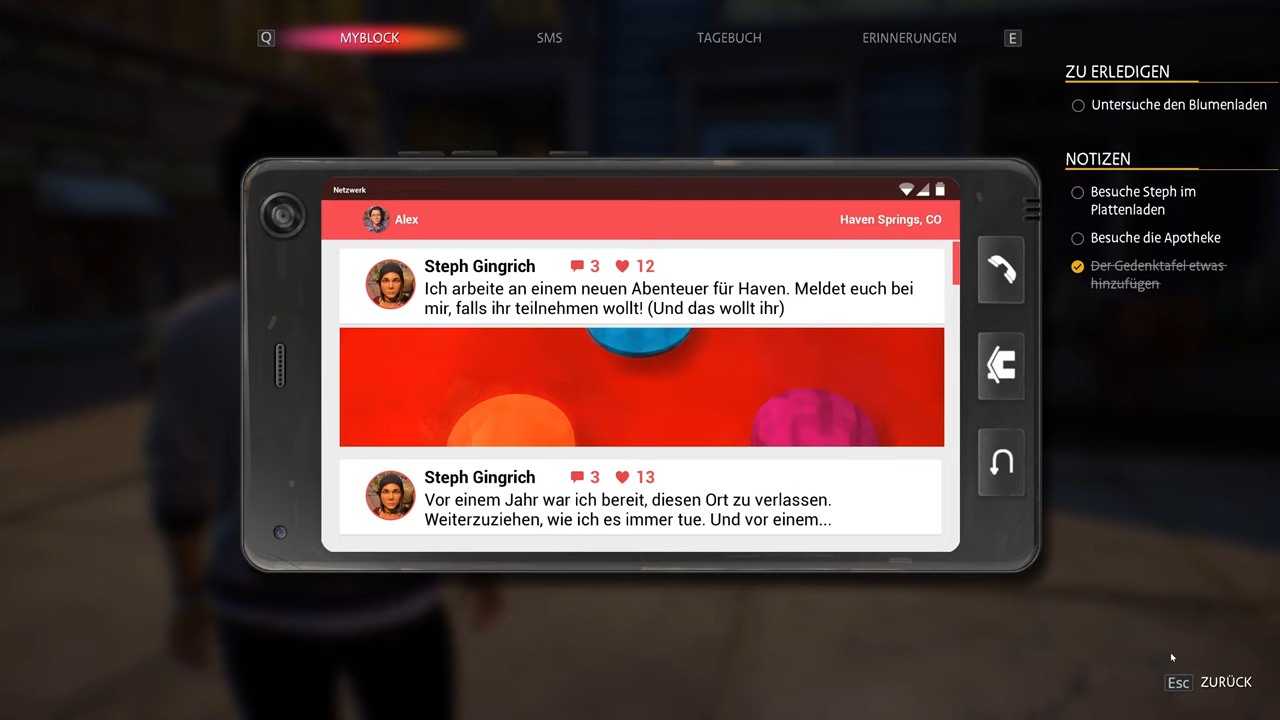 Q MYBLOCK SMS TAGEBUCH ERINNERUNGEN E
ZU ERLEDIGEN
Untersuche den Blumenladen
NOTIZEN
Besuche Steph im
Plattenladen
Besuche die Apotheke
Der Gedenktafel etwas
hinzufügen
Netzwerk
Alex Haven Springs, CO
Steph Gingrich 3 12
Ich arbeite an einem neuen Abenteuer für Haven. Meldet euch bei
mir, falls ihr teilnehmen wollt! (Und das wollt ihr)
Steph Gingrich 3 13
Vor einem Jahr war ich bereit, diesen Ort zu verlassen.
Weiterzuziehen, wie ich es immer tue. Und vor einem...
Esc ZURÜCK